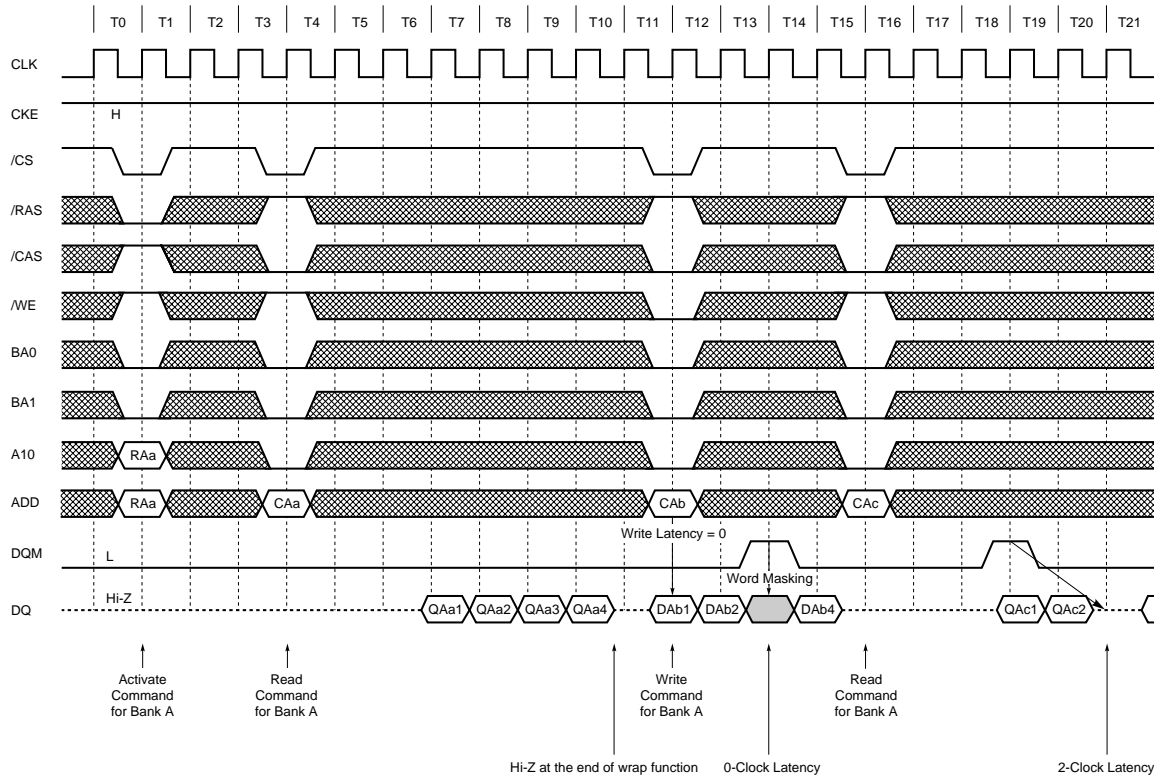 T0 T1 T2 T3 T4 T5 T6 T7 T8 T9 T10 T11 T12 T13 T14 T15 T16 T17 T18 T19 T20 T21
CLK
CKE H
/CS
/RAS
/CAS
/WE
BA0
BA1
A10 RAa
ADD RAa CAa CAb CAc
Write Latency = 0
DQM L
Word Masking
Hi-Z
DQ QAa1 QAa2 QAa3 QAa4 DAb1 DAb2 DAb4 QAc1 QAc2
Activate
Command
for Bank A
Read
Command
for Bank A
Write
Command
for Bank A
Read
Command
for Bank A
Hi-Z at the end of wrap function 0-Clock Latency 2-Clock Latency